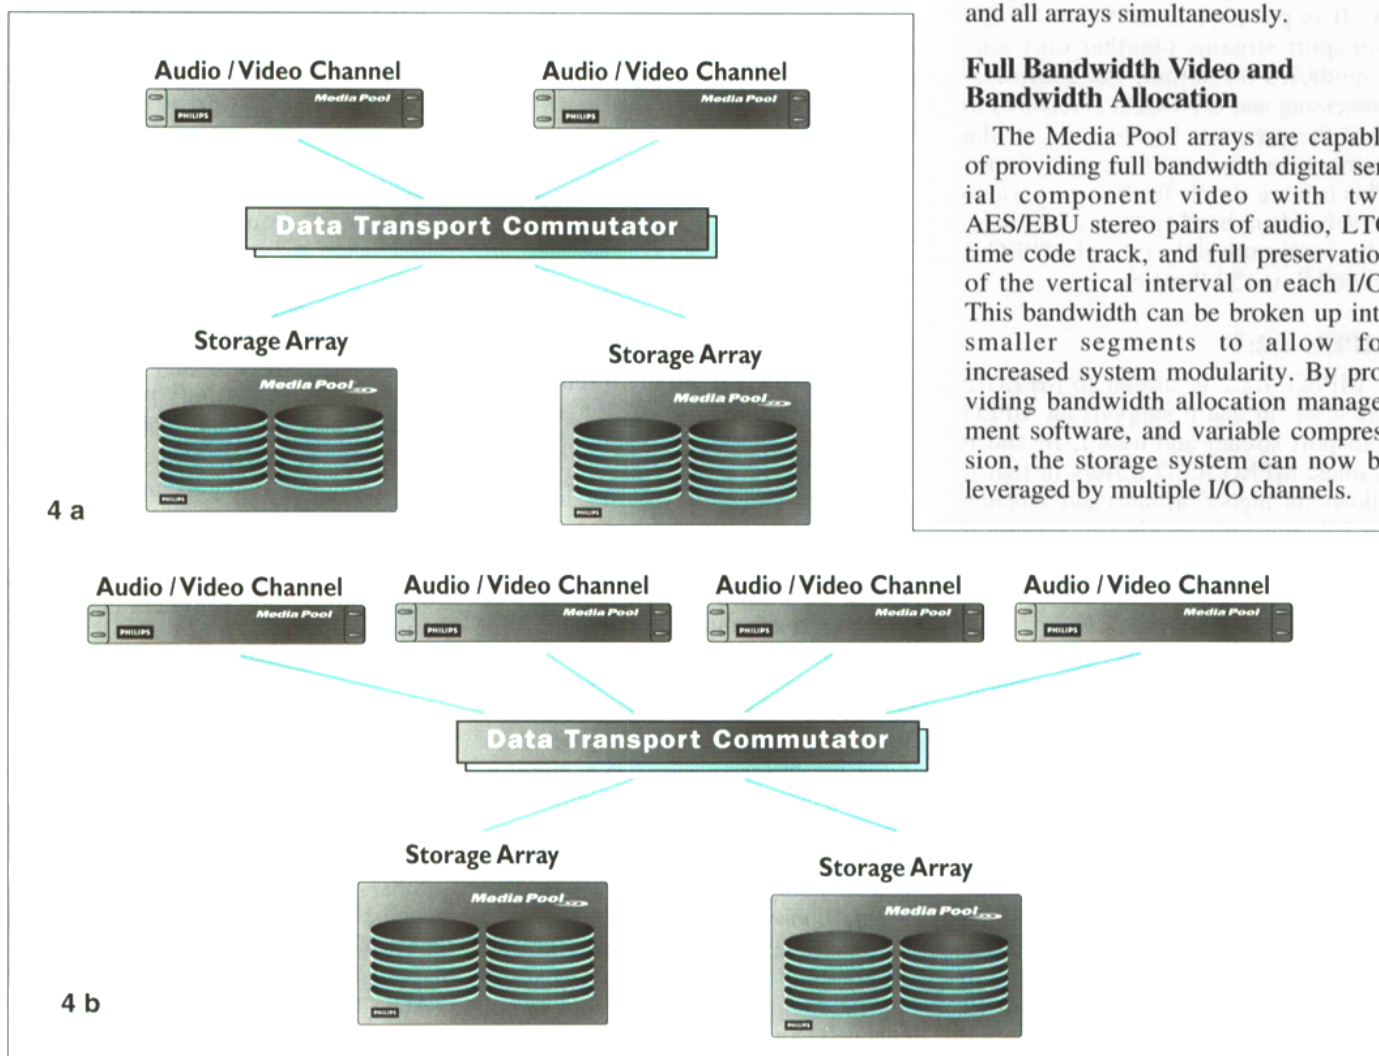 and all arrays simultaneously.
Full Bandwidth Video and
Bandwidth Allocation
The Media Pool arrays are capabl
of providing full bandwidth digital ser
ial component video with tw
AES/EBU stereo pairs of audio, LTC
time code track, and full preservatio
of the vertical interval on each I/O
This bandwidth can be broken up int
smaller segments to allow fo
increased system modularity. By pro
viding bandwidth allocation manage
ment software, and variable compres
sion, the storage system can now b
leveraged by multiple I/O channels.
Audio / Video Channel
Media Pool
PHILIPS
Audio / Video Channel
Media Pool
PHILIPS
Data Transport Commutator
Storage Array
Media Pool
PHILIPS
Storage Array
Media Pool
PHILIPS
4 a
Audio / Video Channel
Media Pool
PHILIPS
Audio / Video Channel
Media Pool
PHILIPS
Audio / Video Channel
Media Pool
PHILIPS
Audio / Video Channel
Media Pool
PHILIPS
Data Transport Commutator
Storage Array
Media Pool
PHILIPS
Storage Array
Media Pool
PHILIPS
4 b